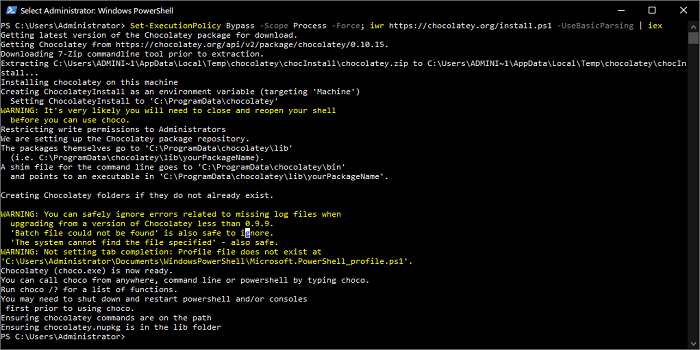 Select Administrator: Windows PowerShell
PS C:\Users\Administrator> Set-ExecutionPolicy Bypass -Scope Process -Force; iwr https://chocolatey.org/install.ps1 -UseBasicParsing | iex
Getting latest version of the Chocolatey package for download.
Getting Chocolatey from https://chocolatey.org/api/v2/package/chocolatey/0.10.15.
Downloading 7-Zip commandline tool prior to extraction.
Extracting C:\Users\ADMINI~1\AppData\Local\Temp\chocolatey\chocInstall\chocolatey.zip to C:\Users\ADMINI~1\AppData\Local\Temp\chocolatey\chocIn
stall...
Installing chocolatey on this machine
Creating ChocolateyInstall as an environment variable (targeting 'Machine')
  Setting ChocolateyInstall to 'C:\ProgramData\chocolatey'
WARNING: It's very likely you will need to close and reopen your shell
  before you can use choco.
Restricting write permissions to Administrators
We are setting up the Chocolatey package repository.
The packages themselves go to 'C:\ProgramData\chocolatey\lib'
  (i.e. C:\ProgramData\chocolatey\lib\yourPackageName).
A shim file for the command line goes to 'C:\ProgramData\chocolatey\bin'
  and points to an executable in 'C:\ProgramData\chocolatey\lib\yourPackageName'.
Creating Chocolatey folders if they do not already exist.
WARNING: You can safely ignore errors related to missing log files when
  upgrading from a version of Chocolatey less than 0.9.9.
  'Batch file could not be found' is also safe to ignore.
  'The system cannot find the file specified' - also safe.
WARNING: Not setting tab completion: Profile file does not exist at
'C:\Users\Administrator\Documents\WindowsPowerShell\Microsoft.PowerShell_profile.ps1'.
Chocolatey (choco.exe) is now ready.
You can call choco from anywhere, command line or powershell by typing choco.
Run choco /? for a list of functions.
You may need to shut down and restart powershell and/or consoles
 first prior to using choco.
Ensuring chocolatey commands are on the path
Ensuring chocolatey.nupkg is in the lib folder
PS C:\Users\Administrator>